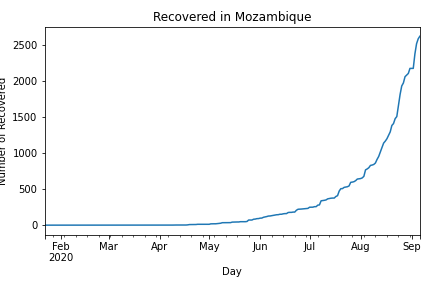 Recovered in Mozambique
Number of Recovered
2500
2000
1500
1000
500
0
Feb Mar Apr May Jun Jul Aug Sep
2020
Day